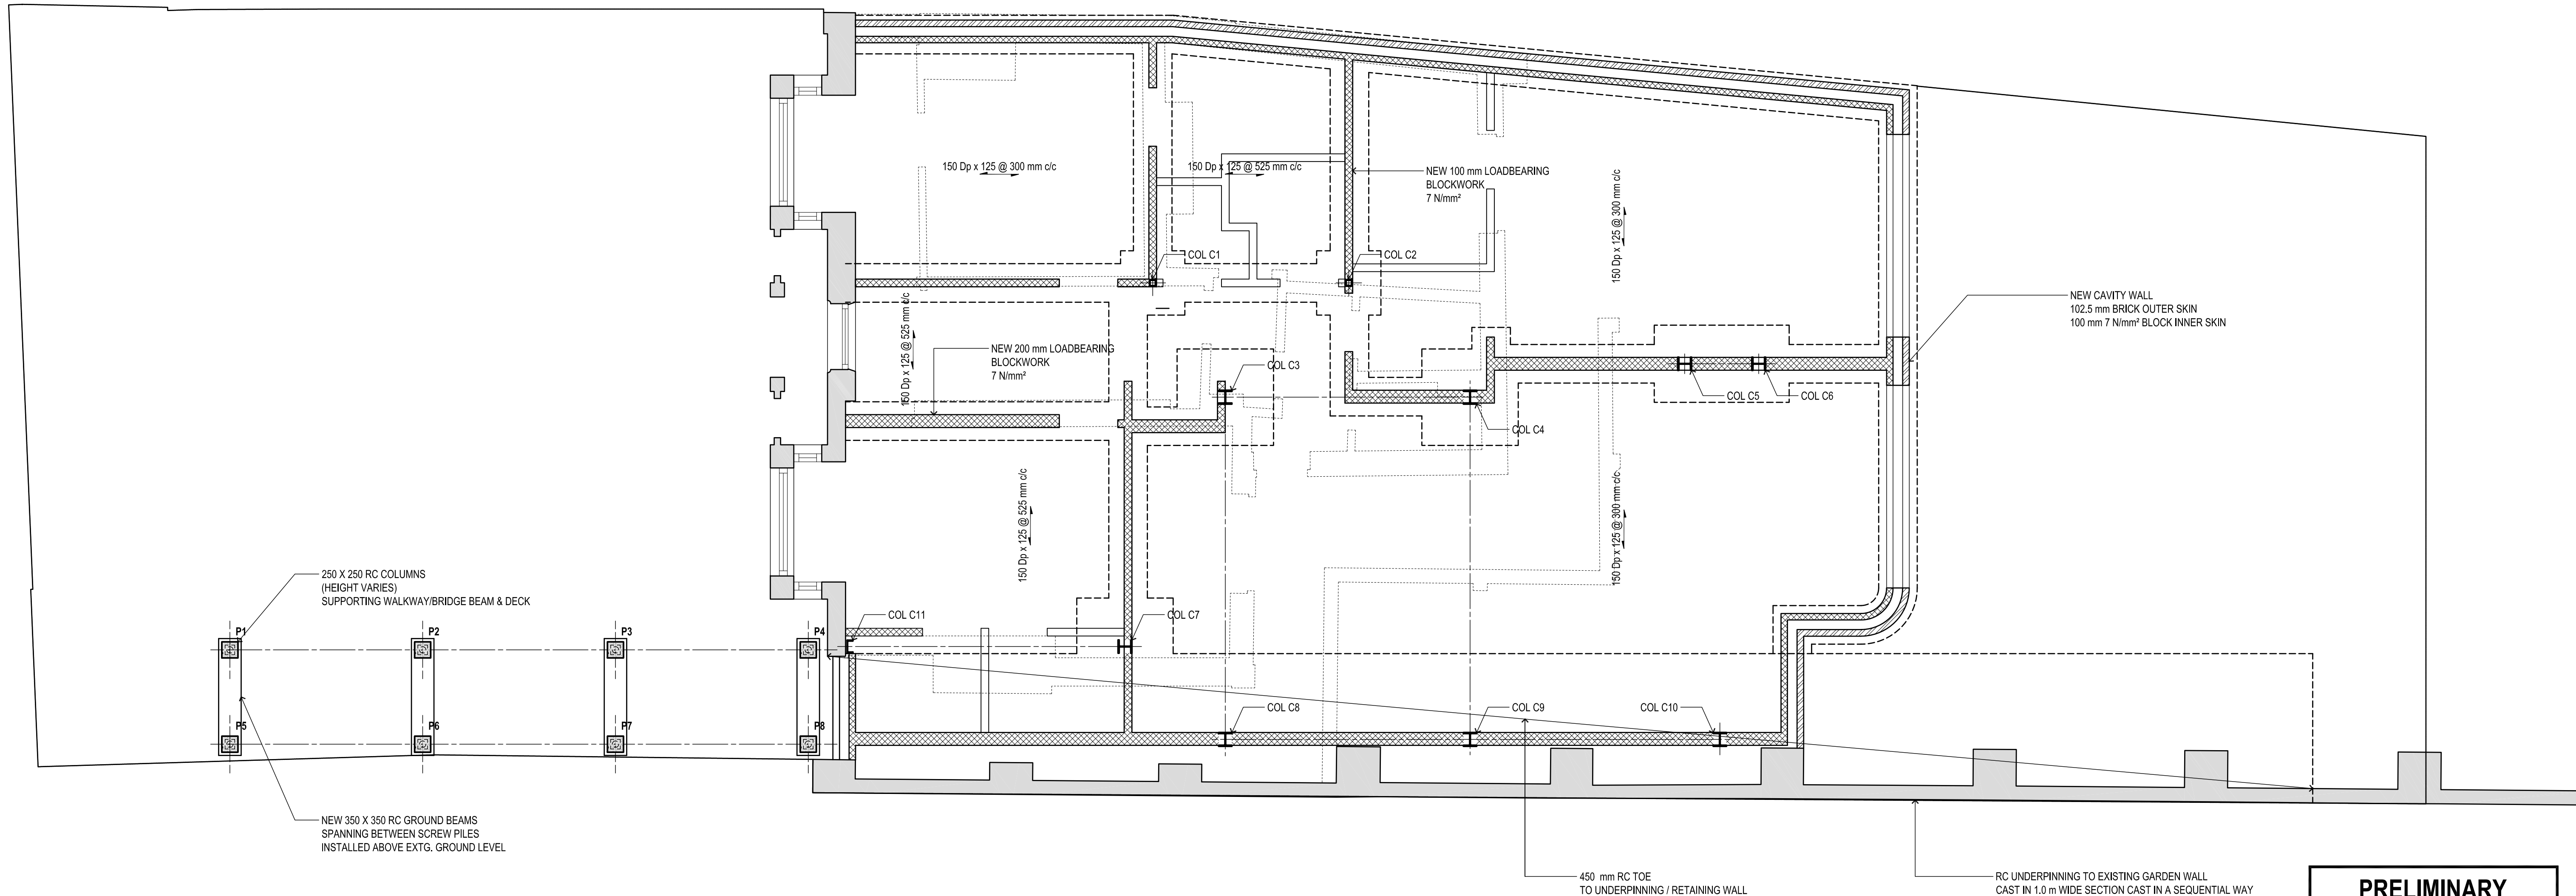 150 Dp x 125 @ 300 mm c/c
150 Dp x 125 @ 525 mm c/c
NEW 100 mm LOADBEARING
BLOCKWORK
7 N/mm²
150 Dp x 125 @ 300 mm c/c
COL C1
COL C2
NEW CAVITY WALL
102.5 mm BRICK OUTER SKIN
100 mm 7 N/mm² BLOCK INNER SKIN
150 Dp x 125 @ 525 mm c/c
NEW 200 mm LOADBEARING
BLOCKWORK
7 N/mm²
COL C3
COL C5
COL C6
COL C4
150 Dp x 125 @ 525 mm c/c
150 Dp x 125 @ 300 mm c/c
250 X 250 RC COLUMNS
(HEIGHT VARIES)
SUPPORTING WALKWAY/BRIDGE BEAM & DECK
COL C11
COL C7
P1
P2
P3
P4
COL C8
COL C9
COL C10
P5
P6
P7
P8
NEW 350 X 350 RC GROUND BEAMS
SPANNING BETWEEN SCREW PILES
INSTALLED ABOVE EXTG. GROUND LEVEL
450 mm RC TOE
TO UNDERPINNING / RETAINING WALL
RC UNDERPINNING TO EXISTING GARDEN WALL
CAST IN 1.0 m WIDE SECTION CAST IN A SEQUENTIAL WAY
PRELIMINARY